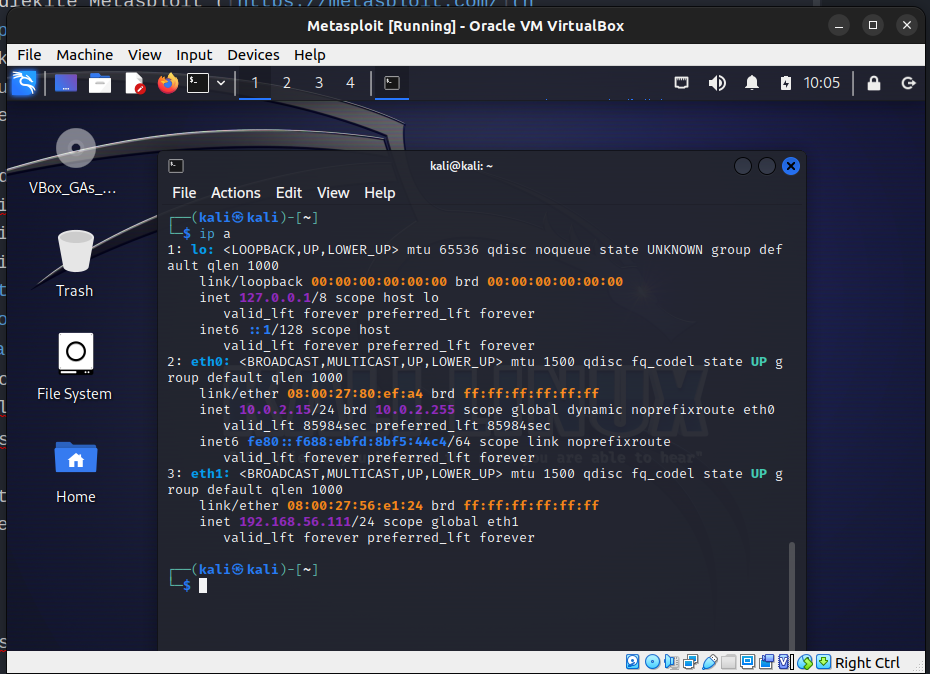 https://metasploit.com/
Metasploit [Running] - Oracle VM VirtualBox
File Machine View Input Devices Help
1 2 3 4 10:05
VBox_GAs_...
Trash
File System
Home
kali@kali: ~
File Actions Edit View Help
┌──(kali㉿kali)-[~]
└─$ ip a
1: lo: <LOOPBACK,UP,LOWER_UP> mtu 65536 qdisc noqueue state UNKNOWN group def
ault qlen 1000
link/loopback 00:00:00:00:00:00 brd 00:00:00:00:00:00
inet 127.0.0.1/8 scope host lo
valid_lft forever preferred_lft forever
inet6 ::1/128 scope host
valid_lft forever preferred_lft forever
2: eth0: <BROADCAST,MULTICAST,UP,LOWER_UP> mtu 1500 qdisc fq_codel state UP g
roup default qlen 1000
link/ether 08:00:27:80:ef:a4 brd ff:ff:ff:ff:ff:ff
inet 10.0.2.15/24 brd 10.0.2.255 scope global dynamic noprefixroute eth0
valid_lft 85984sec preferred_lft 85984sec
inet6 fe80::f688:ebfd:8bf5:44c4/64 scope link noprefixroute
valid_lft forever preferred_lft forever
3: eth1: <BROADCAST,MULTICAST,UP,LOWER_UP> mtu 1500 qdisc fq_codel state UP g
roup default qlen 1000
link/ether 08:00:27:56:e1:24 brd ff:ff:ff:ff:ff:ff
inet 192.168.56.111/24 scope global eth1
valid_lft forever preferred_lft forever
┌──(kali㉿kali)-[~]
└─$
Right Ctrl